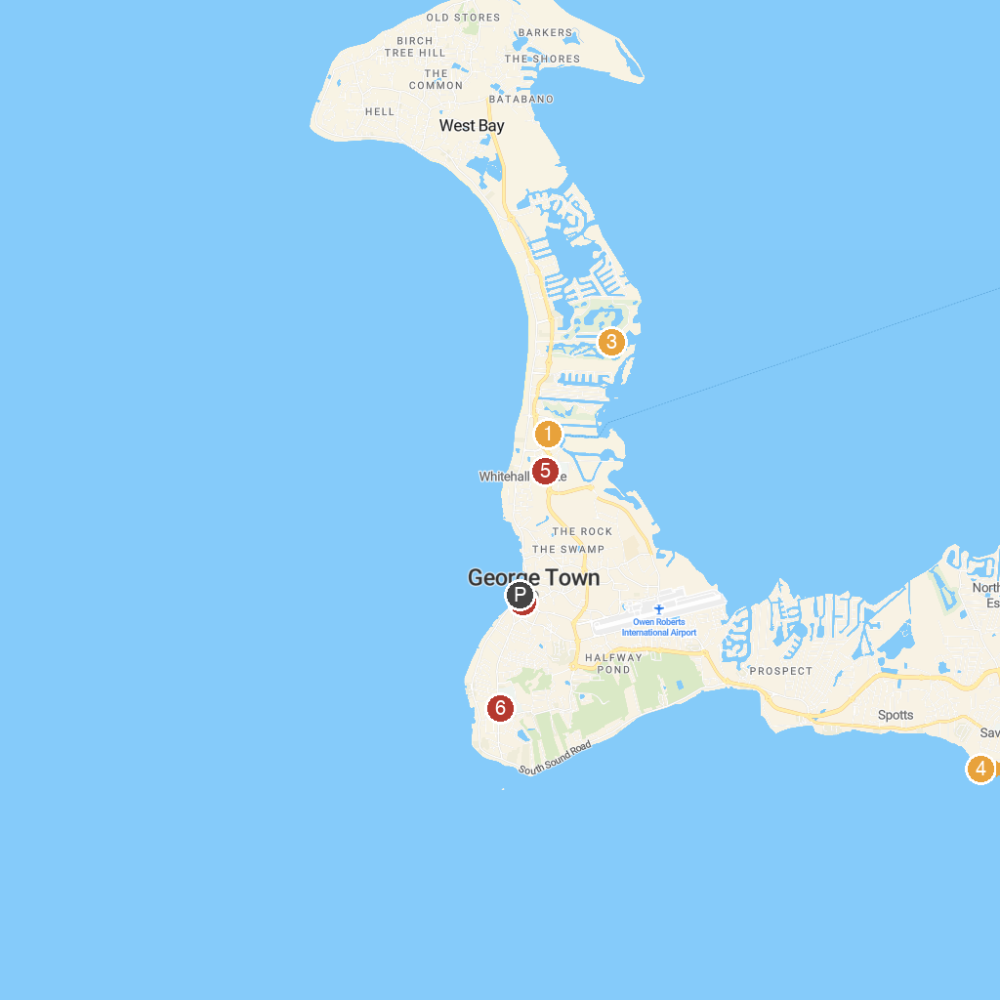 OLD STORES
BARKERS
BIRCH
TREE HILL
THE SHORES
THE
COMMON
BATABANO
HELL
West Bay
3
1
5
Whitehall
THE ROCK
THE SWAMP
George Town
P
North
Es
Owen Roberts
International Airport
HALFWAY
POND
PROSPECT
6
Spotts
Sav
South Sound Road
4